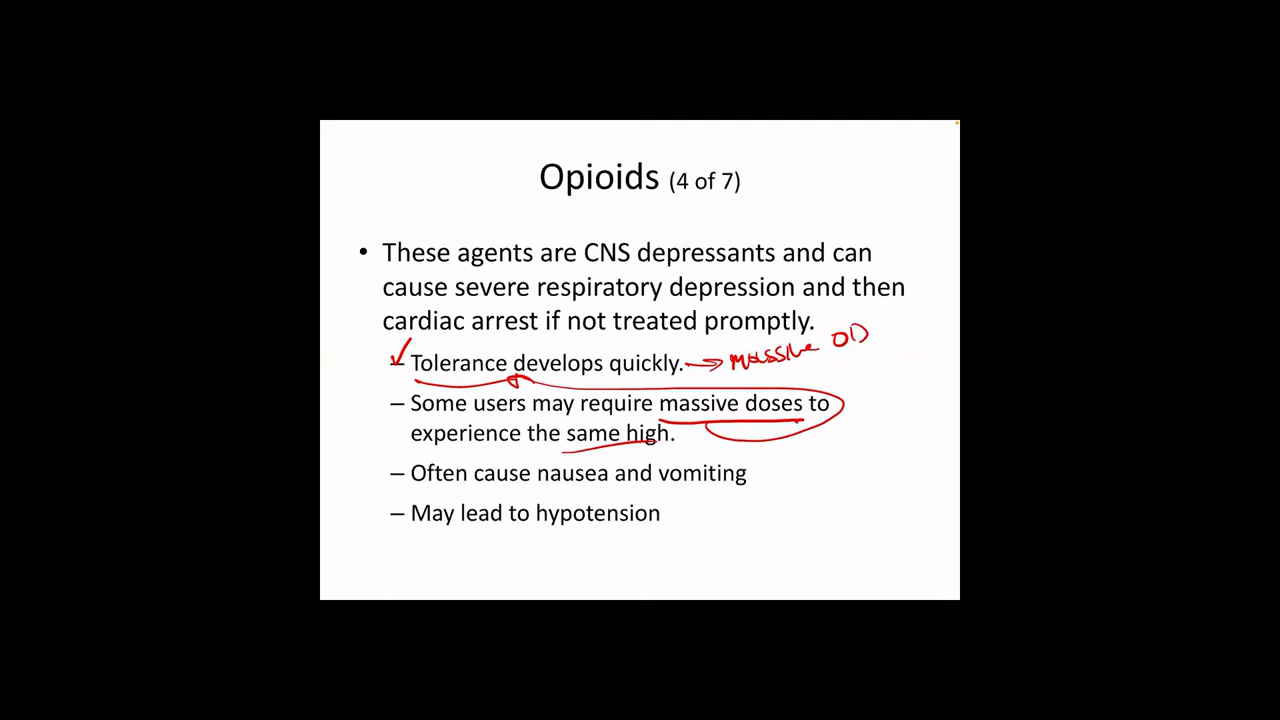 Opioids (4 of 7)
• These agents are CNS depressants and can
cause severe respiratory depression and then
cardiac arrest if not treated promptly.
– Tolerance develops quickly. → massive OD
– Some users may require massive doses to
experience the same high.
– Often cause nausea and vomiting
– May lead to hypotension